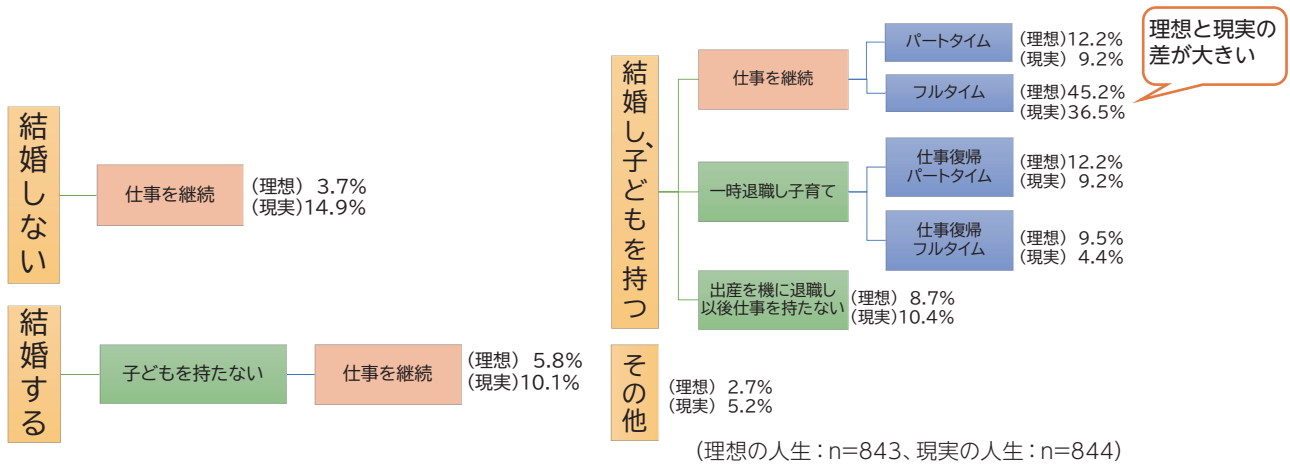 結婚しない
仕事を継続
(理想) 3.7%
(現実)14.9%
結婚する
子どもを持たない
仕事を継続
(理想) 5.8%
(現実)10.1%
結婚し、子どもを持つ
仕事を継続
パートタイム
(理想)12.2%
(現実) 9.2%
フルタイム
(理想)45.2%
(現実)36.5%
理想と現実の
差が大きい
一時退職し子育て
仕事復帰
パートタイム
(理想)12.2%
(現実) 9.2%
仕事復帰
フルタイム
(理想) 9.5%
(現実) 4.4%
出産を機に退職し
以後仕事を持たない
(理想) 8.7%
(現実)10.4%
その他
(理想) 2.7%
(現実) 5.2%
(理想の人生：n=843、現実の人生：n=844)